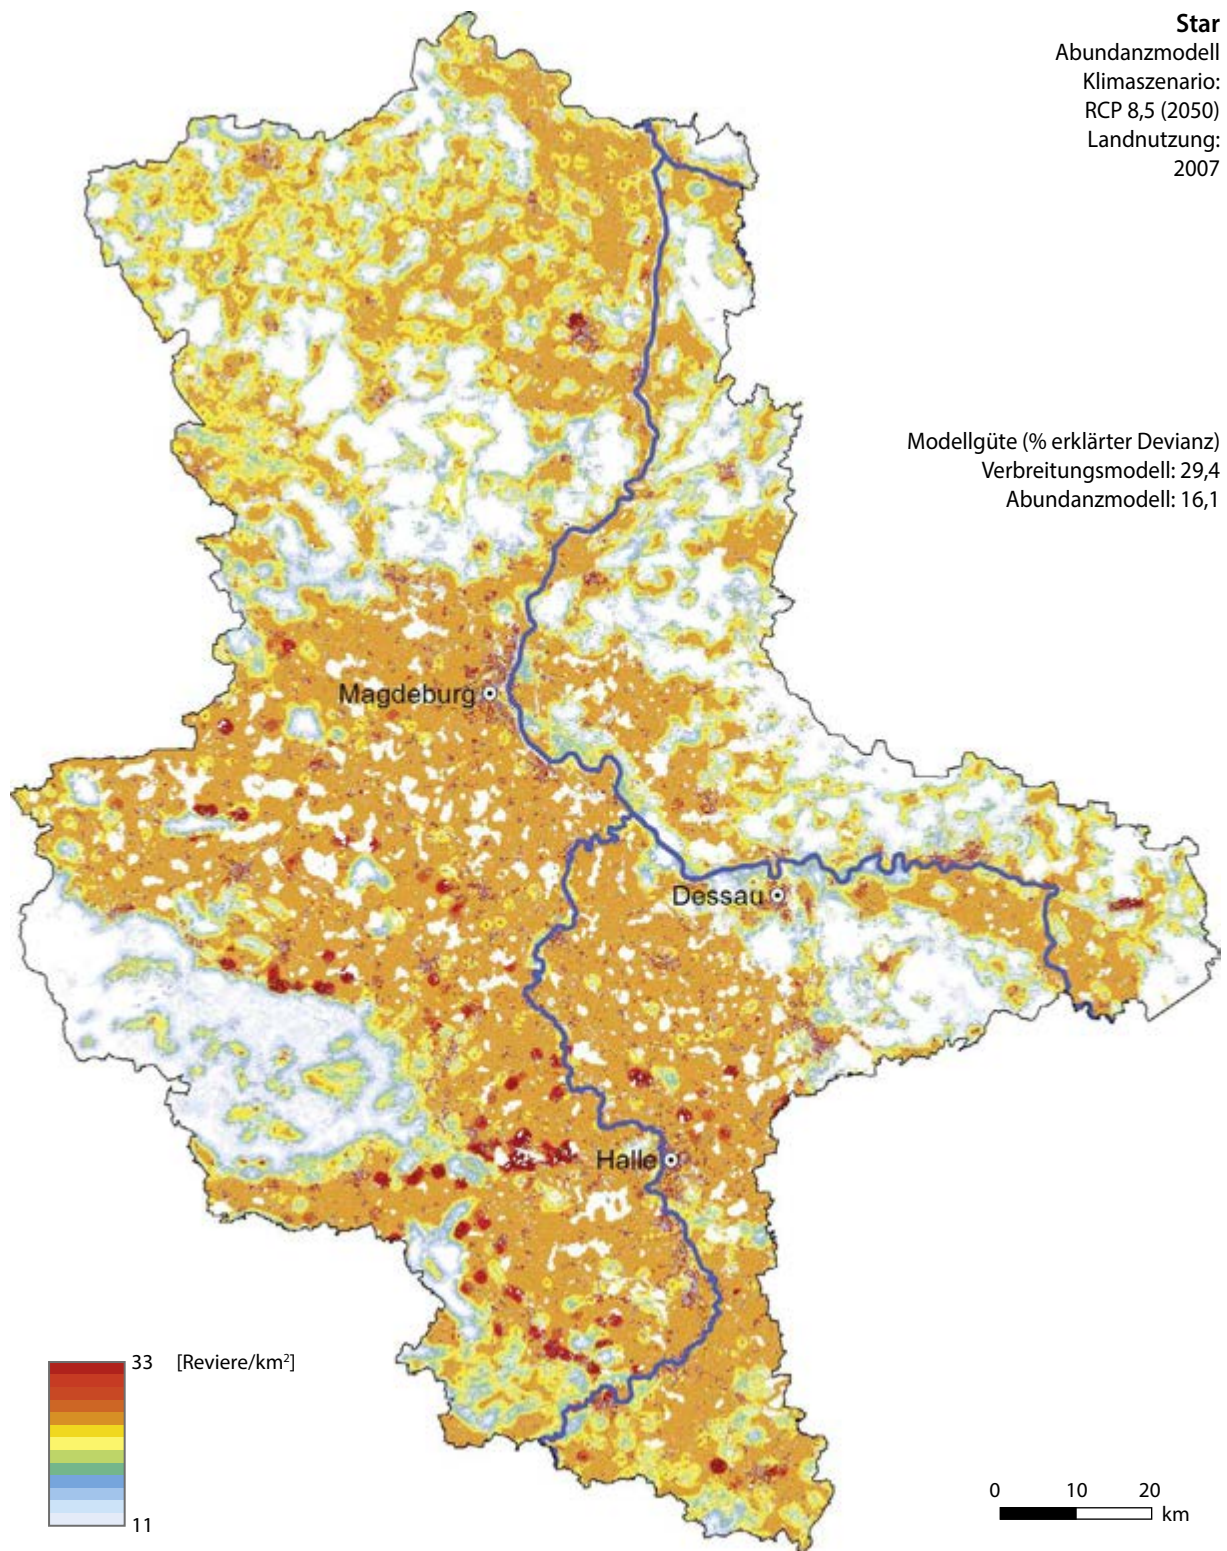 Star
Abundanzmodell
Klimaszenario:
RCP 8,5 (2050)
Landnutzung:
2007
Modellgüte (% erklärter Devianz)
Verbreitungsmodell: 29,4
Abundanzmodell: 16,1
Magdeburg
Dessau
Halle
33 [Reviere/km²]
11
0 10 20
km